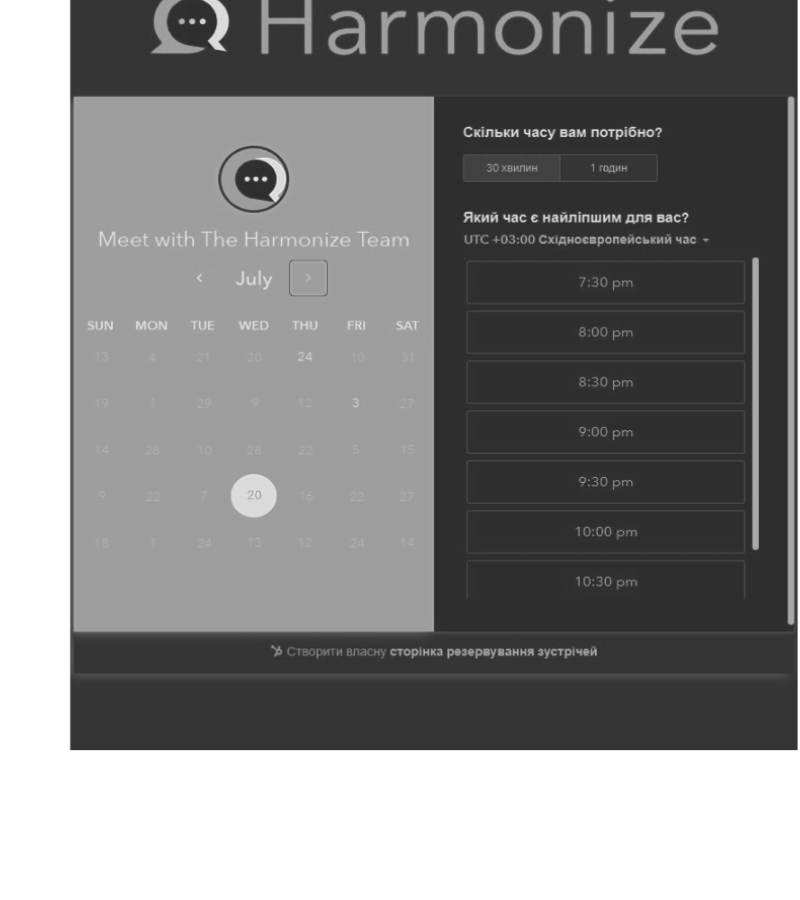 Harmonize
Meet with The Harmonize Team
‹ July ›
SUN MON TUE WED THU FRI SAT
13 4 21 20 24 10 31
19 1 29 9 12 3 27
14 28 10 28 22 5 15
9 22 7 20 16 22 27
18 1 24 13 12 24 14
Скільки часу вам потрібно?
30 хвилин 1 годин
Який час є найліпшим для вас?
UTC +03:00 Східноєвропейський час
7:30 pm
8:00 pm
8:30 pm
9:00 pm
9:30 pm
10:00 pm
10:30 pm
Створити власну сторінка резервування зустрічей